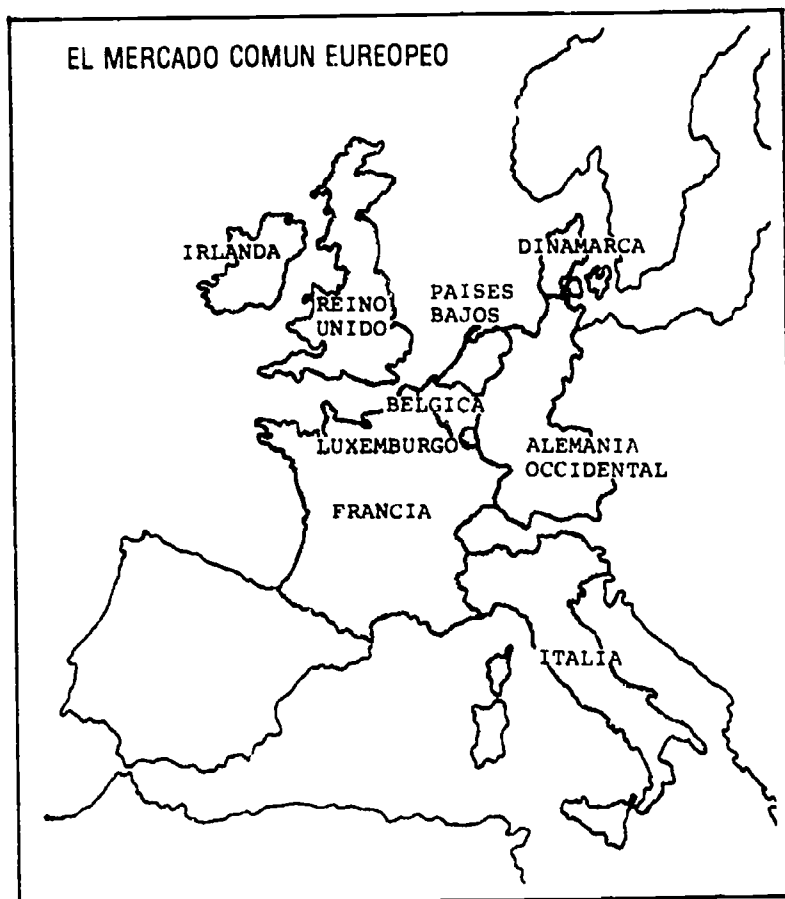 EL MERCADO COMUN EUREOPEO
IRLANDA
DINAMARCA
REINO
UNIDO
PAISES
BAJOS
BELGICA
LUXEMBURGO
ALEMANIA
OCCIDENTAL
FRANCIA
ITALIA